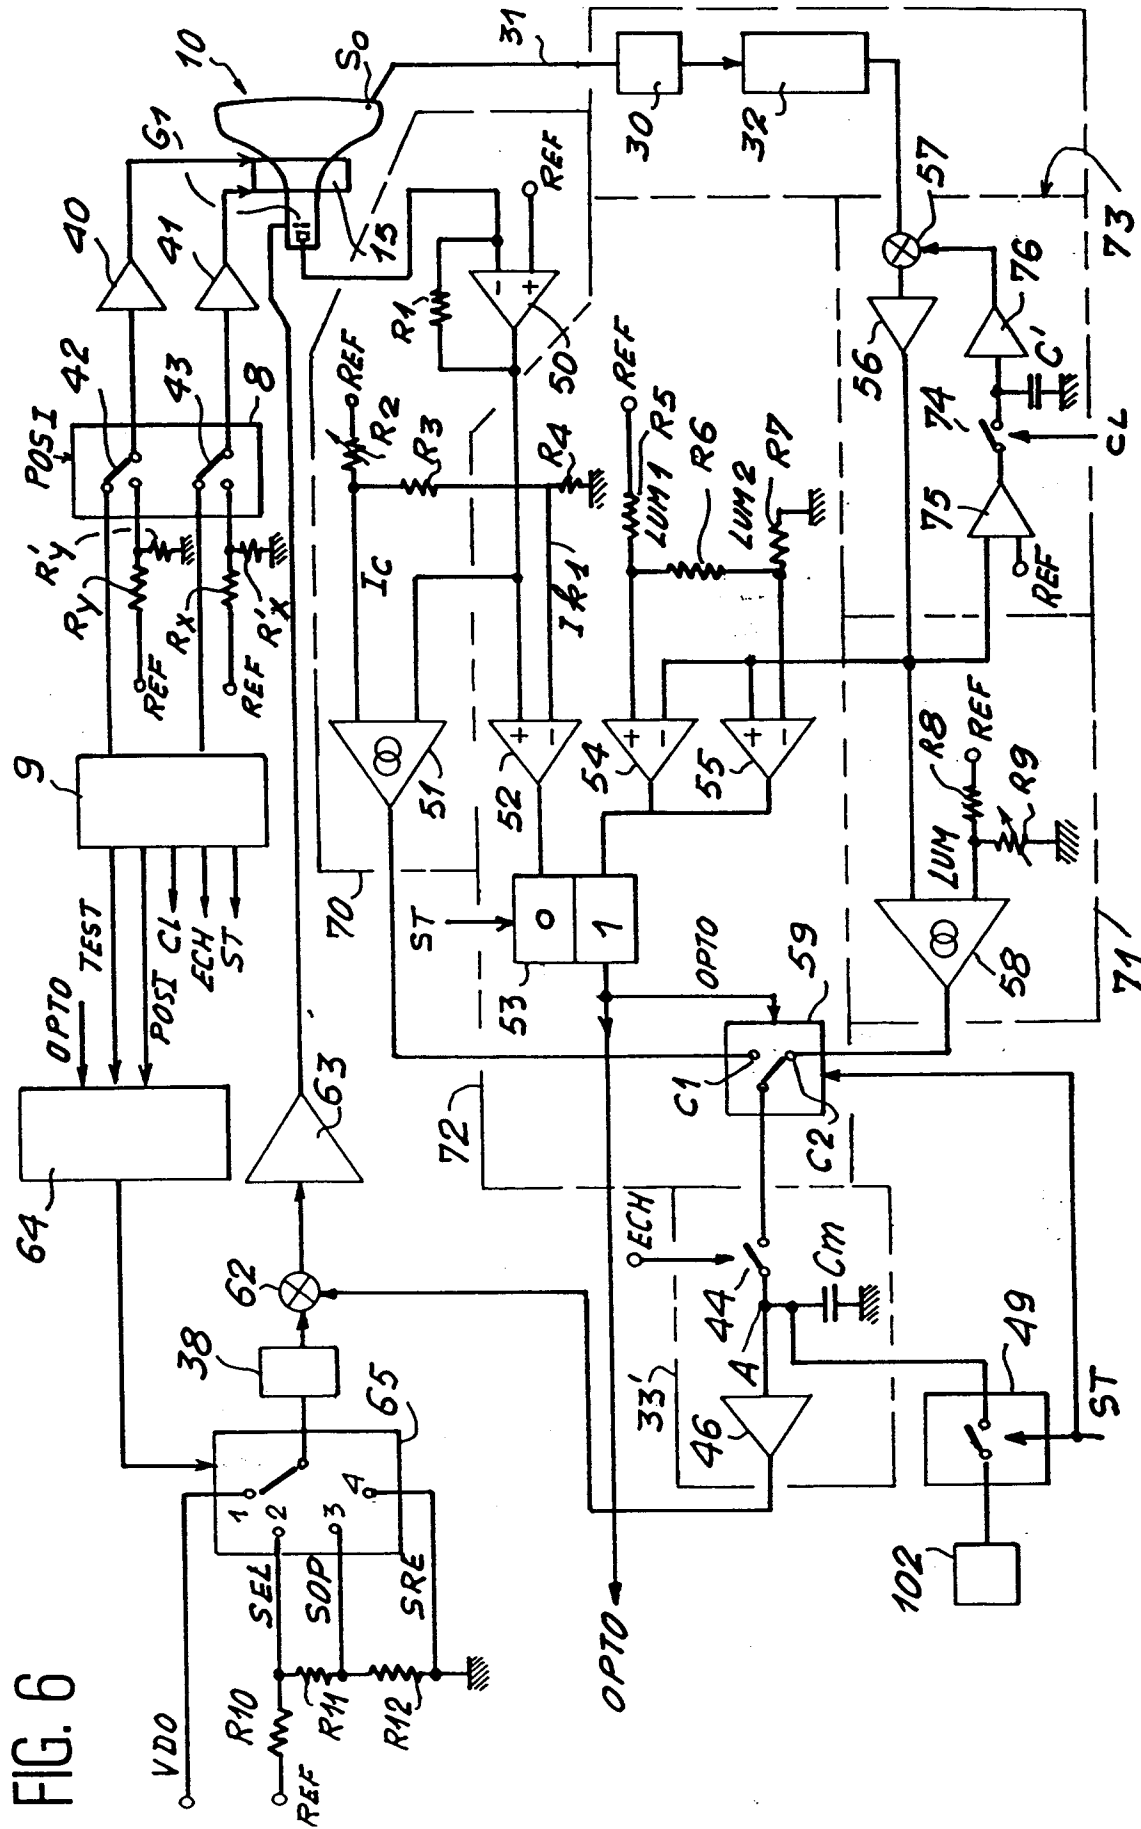 FIG. 6
VDO
REF
R10
R11
R12
SEL
SOP
SRE
1
2
3
4
65
38
62
63
64
OPTO
TEST
POSI
CL
ECH
ST
9
REF
Ry
R'y
REF
Rx
R'x
POSI
42
43
8
40
41
G1
10
ai
15
So
31
30
32
R1
REF
50
REF
R2
R3
R4
Ic
Ik1
51
70
52
+
-
54
+
-
55
+
-
-
+
LUM1
R5
REF
R6
LUM2
R7
ST
0
1
53
OPTO
59
C1
C2
72
71
58
LUM
R8
REF
R9
56
57
73
76
C'
74
CL
75
REF
ECH
44
A
Cm
33'
46
49
ST
102
OPTO